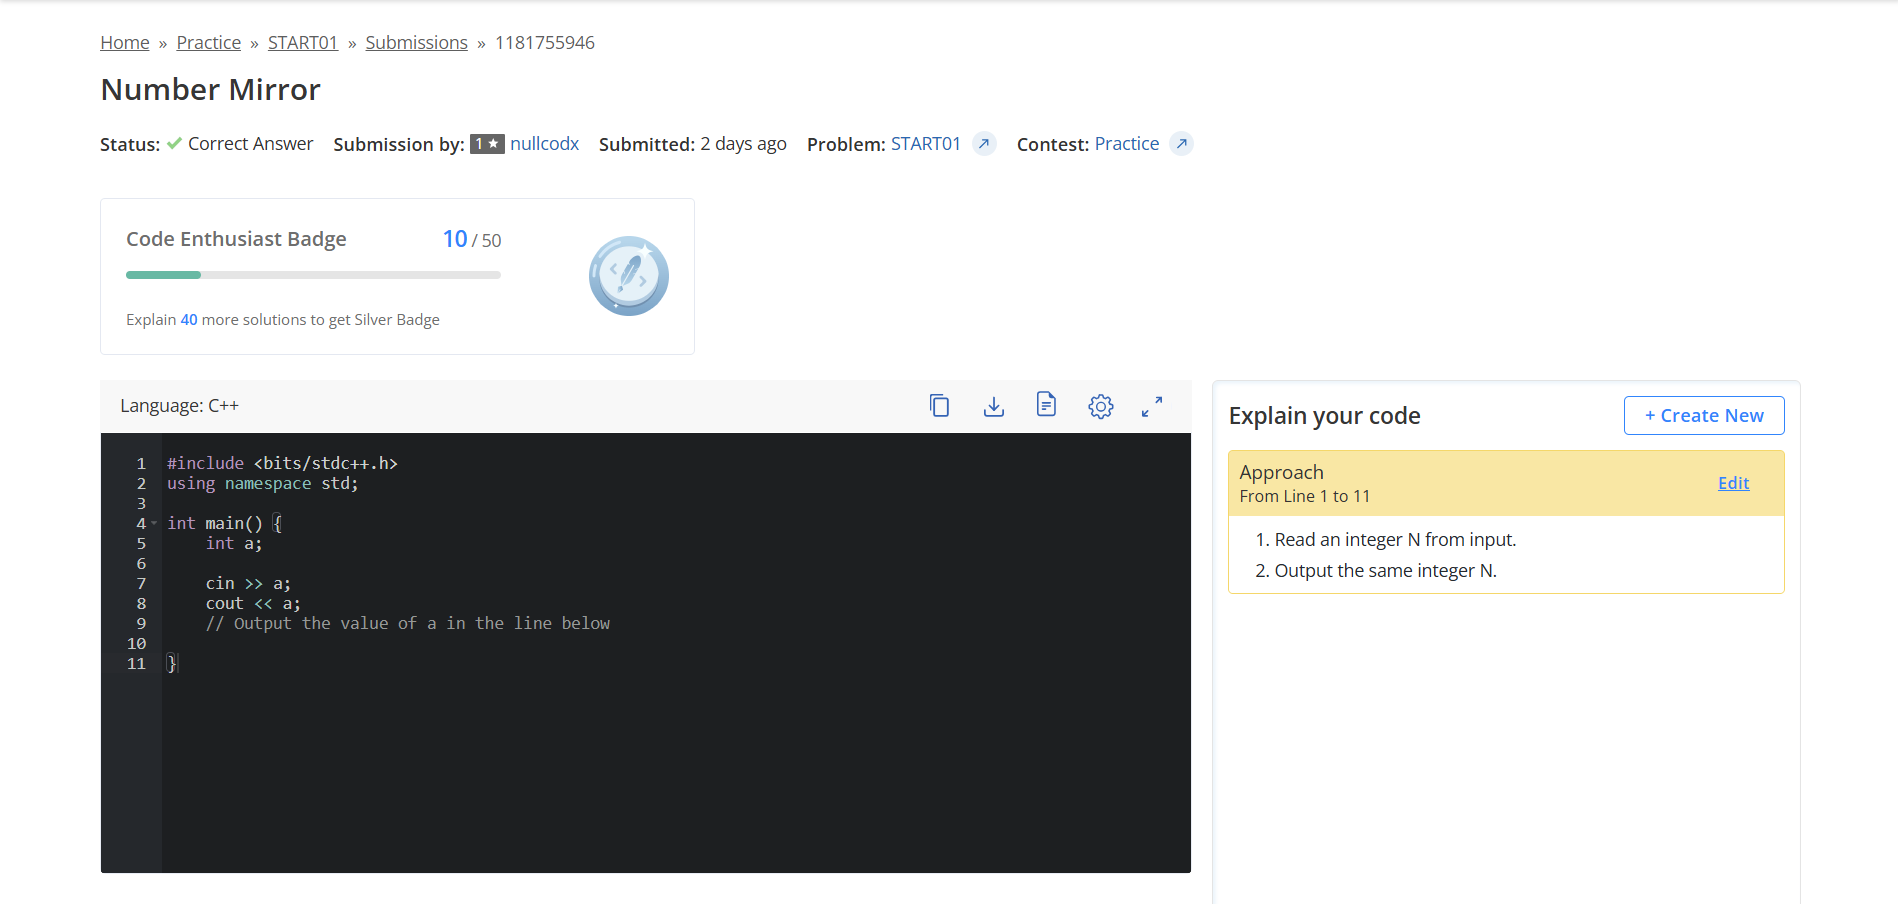 Home » Practice » START01 » Submissions » 1181755946
Number Mirror
Status: Correct Answer Submission by: 1★ nullcodx Submitted: 2 days ago Problem: START01 Contest: Practice
Code Enthusiast Badge 10 / 50
Explain 40 more solutions to get Silver Badge
Language: C++
1 #include <bits/stdc++.h>
2 using namespace std;
3
4 int main() {
5     int a;
6
7     cin >> a;
8     cout << a;
9     // Output the value of a in the line below
10
11 }
Explain your code
+ Create New
Approach
From Line 1 to 11
Edit
1. Read an integer N from input.
2. Output the same integer N.